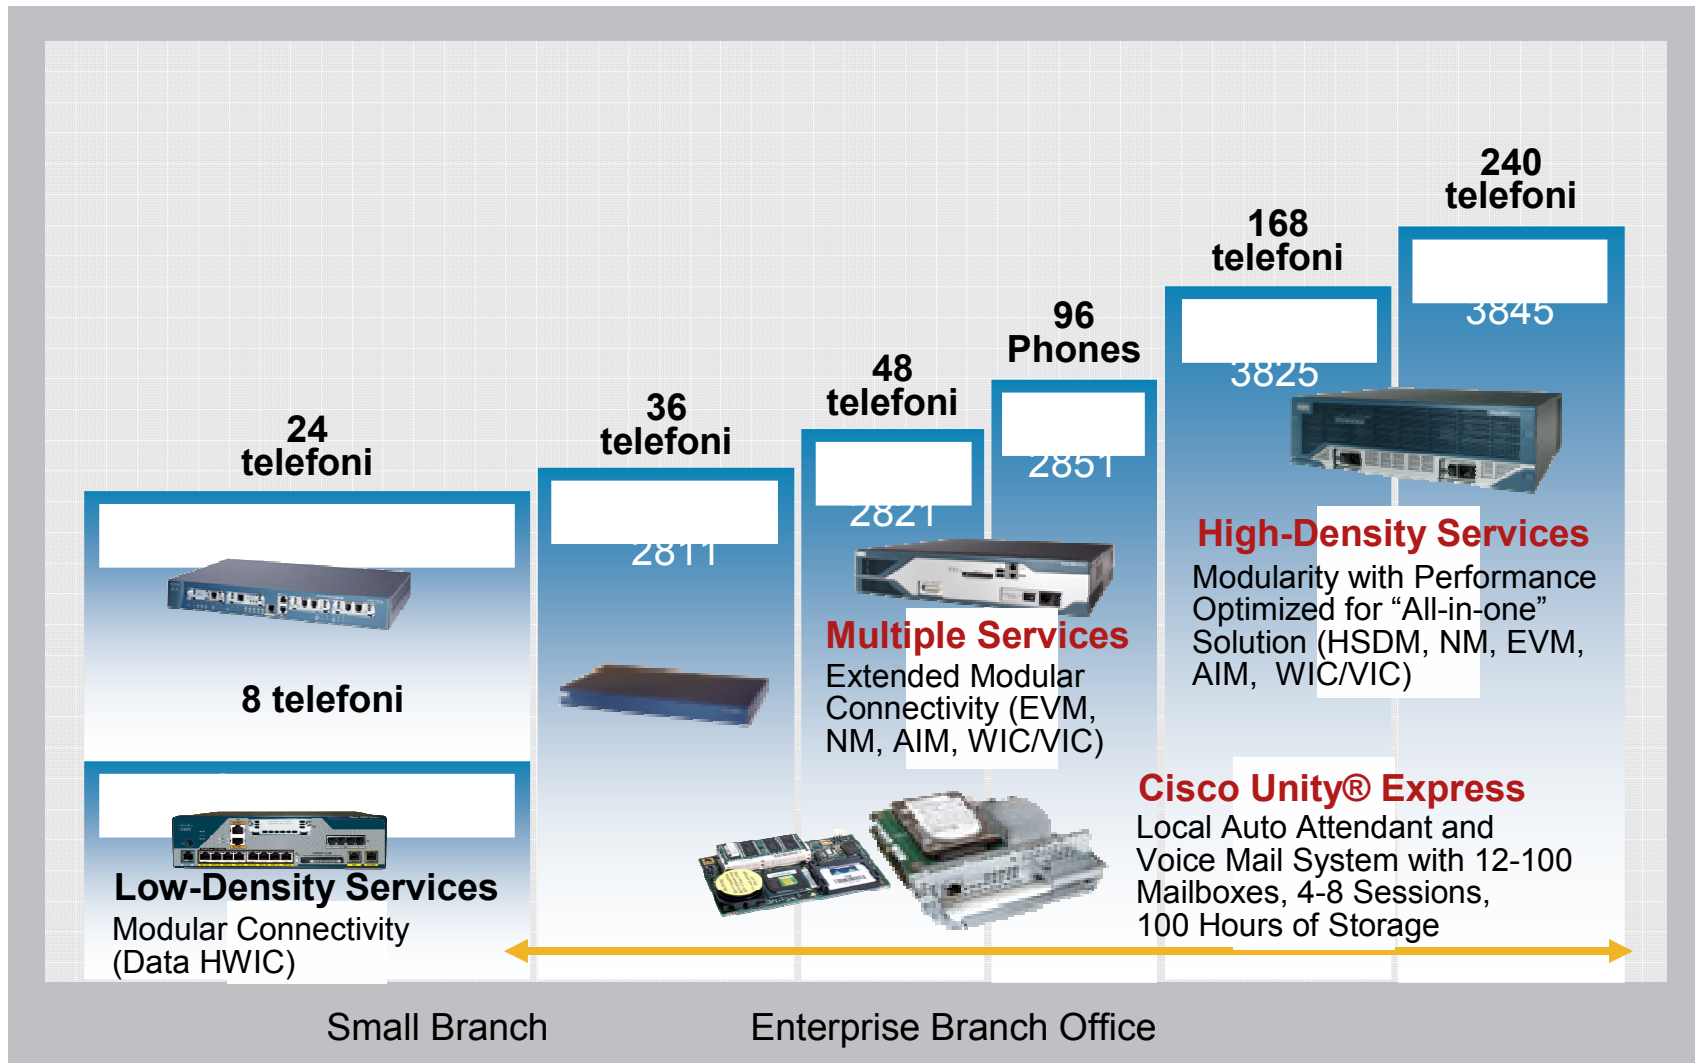 240
telefoni
168
telefoni
96
Phones
48
telefoni
36
telefoni
24
telefoni
3845
3825
2851
2821
2811
8 telefoni
High-Density Services
Modularity with Performance
Optimized for “All-in-one”
Solution (HSDM, NM, EVM,
AIM,  WIC/VIC)
Multiple Services
Extended Modular
Connectivity (EVM,
NM, AIM, WIC/VIC)
Cisco Unity® Express
Local Auto Attendant and
Voice Mail System with 12-100
Mailboxes, 4-8 Sessions,
100 Hours of Storage
Low-Density Services
Modular Connectivity
(Data HWIC)
Small Branch
Enterprise Branch Office